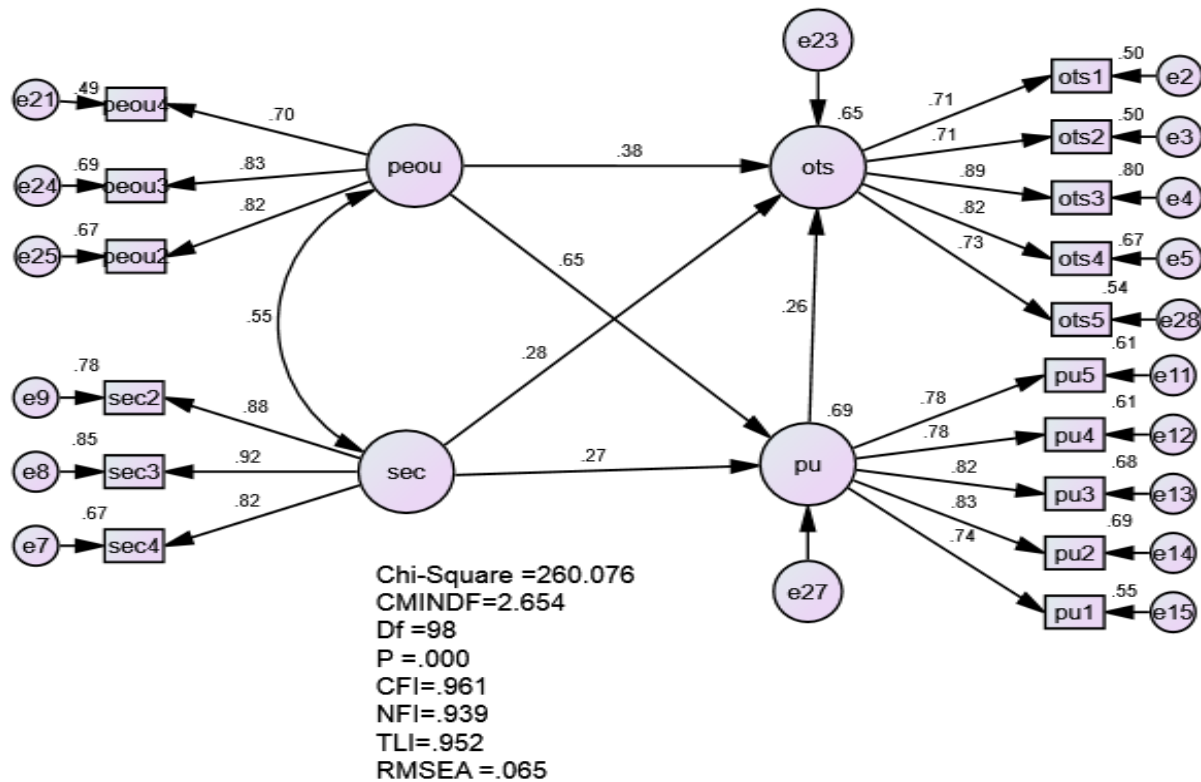 e23
.50
ots1
e2
e21
.49
peou4
.70
.65
.71
.50
ots2
e3
peou
.38
ots
.71
e24
.69
peou3
.83
.89
.80
ots3
e4
.82
.82
.67
e25
.67
peou2
.73
ots4
e5
.65
.54
ots5
e28
.55
.26
.61
.28
pu5
e11
.78
e9
sec2
.88
.78
.61
.69
.78
pu4
e12
.85
.92
.82
.68
e8
sec3
sec
.27
pu
pu3
e13
.83
.67
.82
.74
.69
e7
sec4
pu2
e14
.55
e27
pu1
e15
Chi-Square =260.076
CMINDF=2.654
Df =98
P =.000
CFI=.961
NFI=.939
TLI=.952
RMSEA =.065